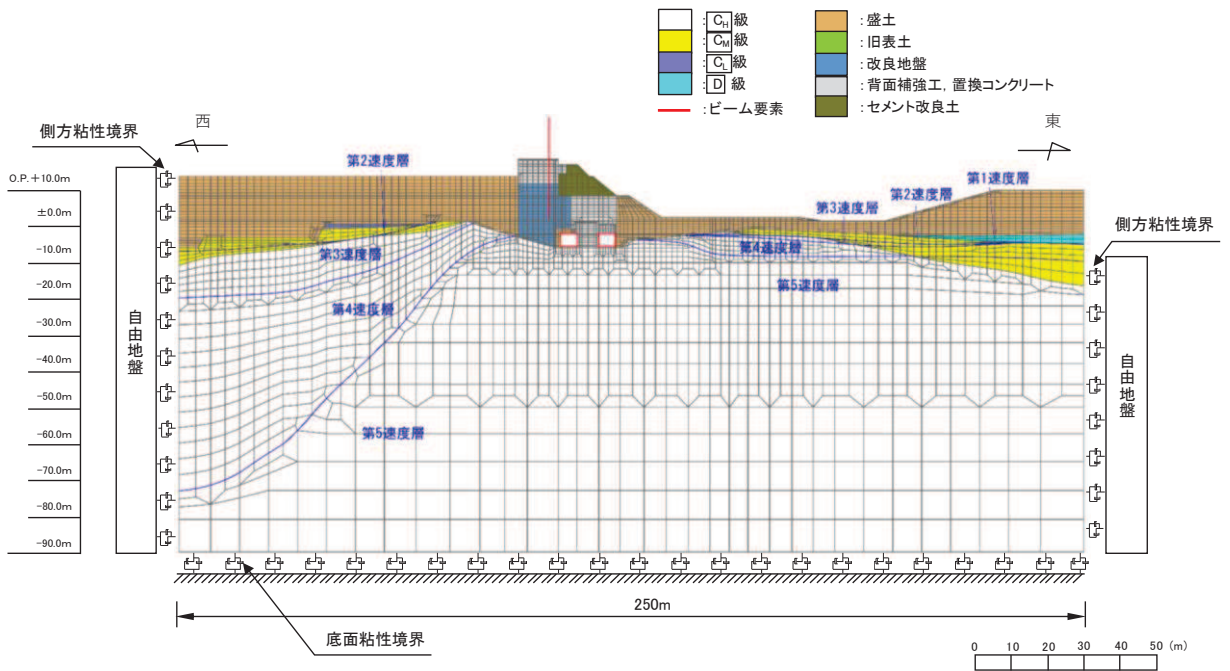 : CH級
: CM級
: CL級
: D 級
:ビーム要素
: 盛土
: 旧表土
: 改良地盤
: 背面補強工, 置換コンクリート
: セメント改良土
西
東
側方粘性境界
側方粘性境界
O.P.+10.0m
±0.0m
-10.0m
-20.0m
-30.0m
-40.0m
-50.0m
-60.0m
-70.0m
-80.0m
-90.0m
自由地盤
自由地盤
第2速度層
第3速度層
第4速度層
第5速度層
第1速度層
第2速度層
第3速度層
第4速度層
第5速度層
250m
底面粘性境界
0 10 20 30 40 50 (m)